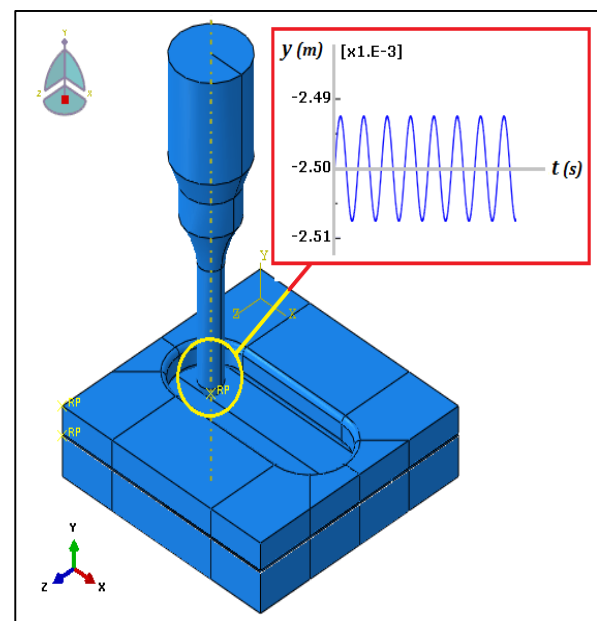 y (m) [x1.E-3]
-2.49
-2.50
t (s)
-2.51
Y
Z X
Y
Z X
RP
RP
RP
Y
Z X